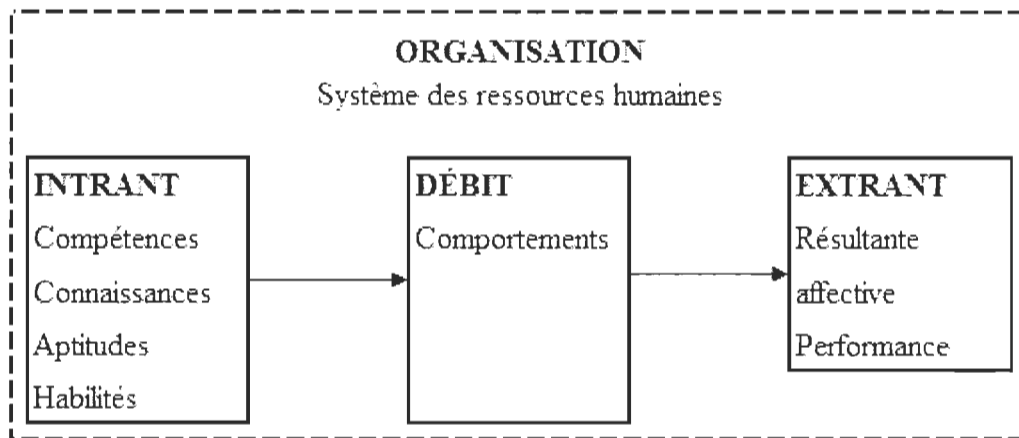 ORGANISATION
Système des ressources humaines
INTRANT
Compétences
Connaissances
Aptitudes
Habilités
DÉBIT
Comportements
EXTRANT
Résultante
affective
Performance